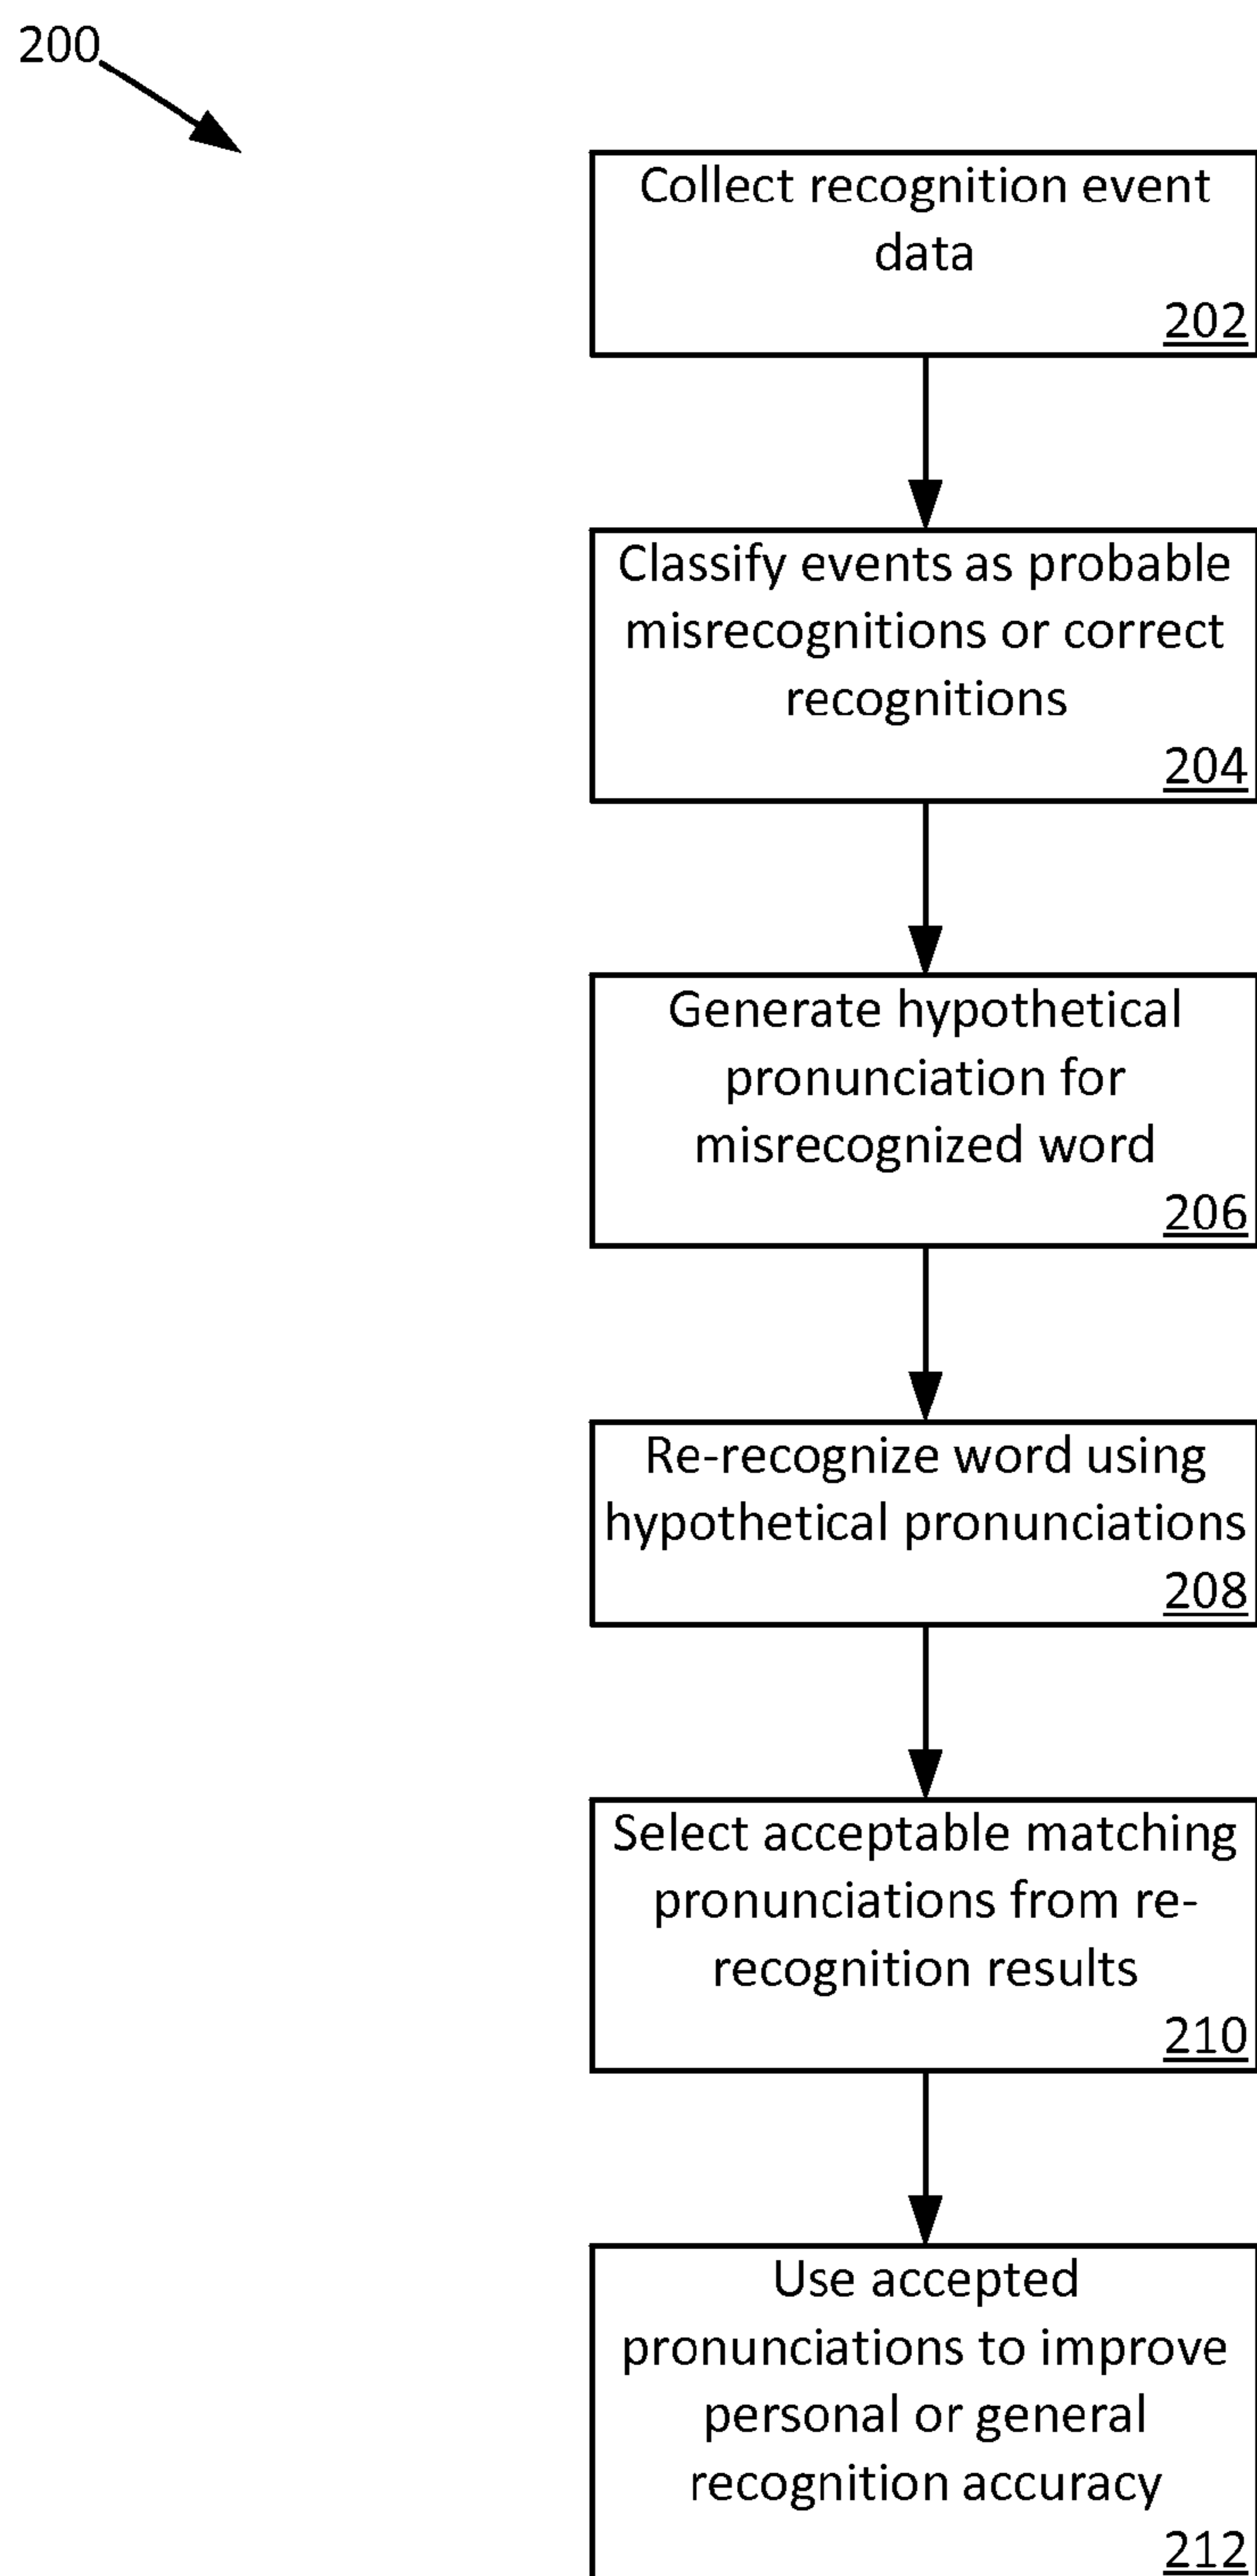 200
Collect recognition event
data
202
Classify events as probable
misrecognitions or correct
recognitions
204
Generate hypothetical
pronunciation for
misrecognized word
206
Re-recognize word using
hypothetical pronunciations
208
Select acceptable matching
pronunciations from re-
recognition results
210
Use accepted
pronunciations to improve
personal or general
recognition accuracy
212